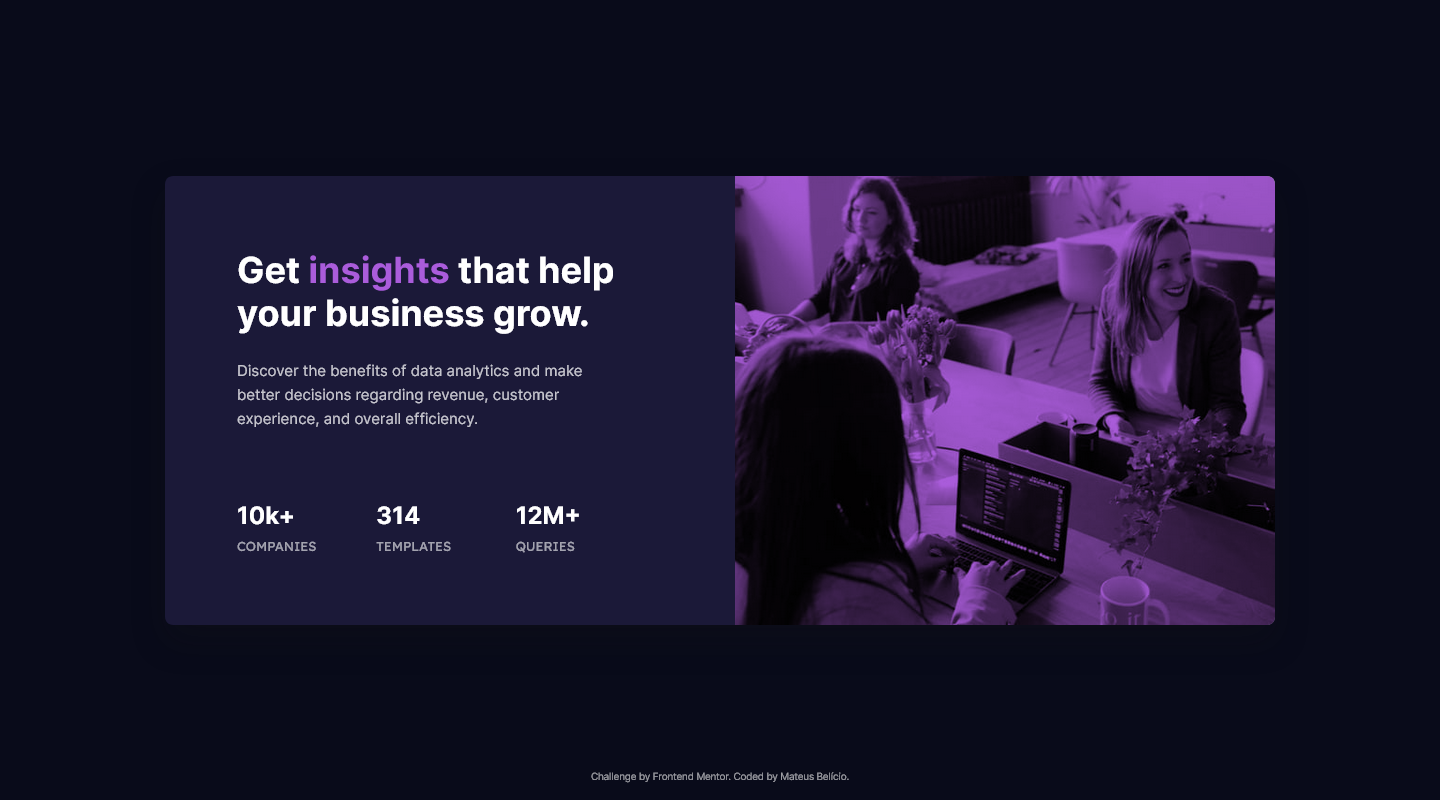 Get insights that help
your business grow.
Discover the benefits of data analytics and make
better decisions regarding revenue, customer
experience, and overall efficiency.
10k+ 314 12M+
COMPANIES TEMPLATES QUERIES
Challenge by Frontend Mentor. Coded by Mateus Belício.